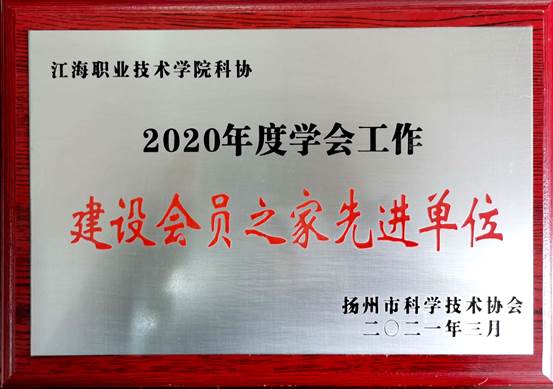 江海职业技术学院科协
2020年度学会工作
建设会员之家先进单位
扬州市科学技术协会
二〇二一年三月